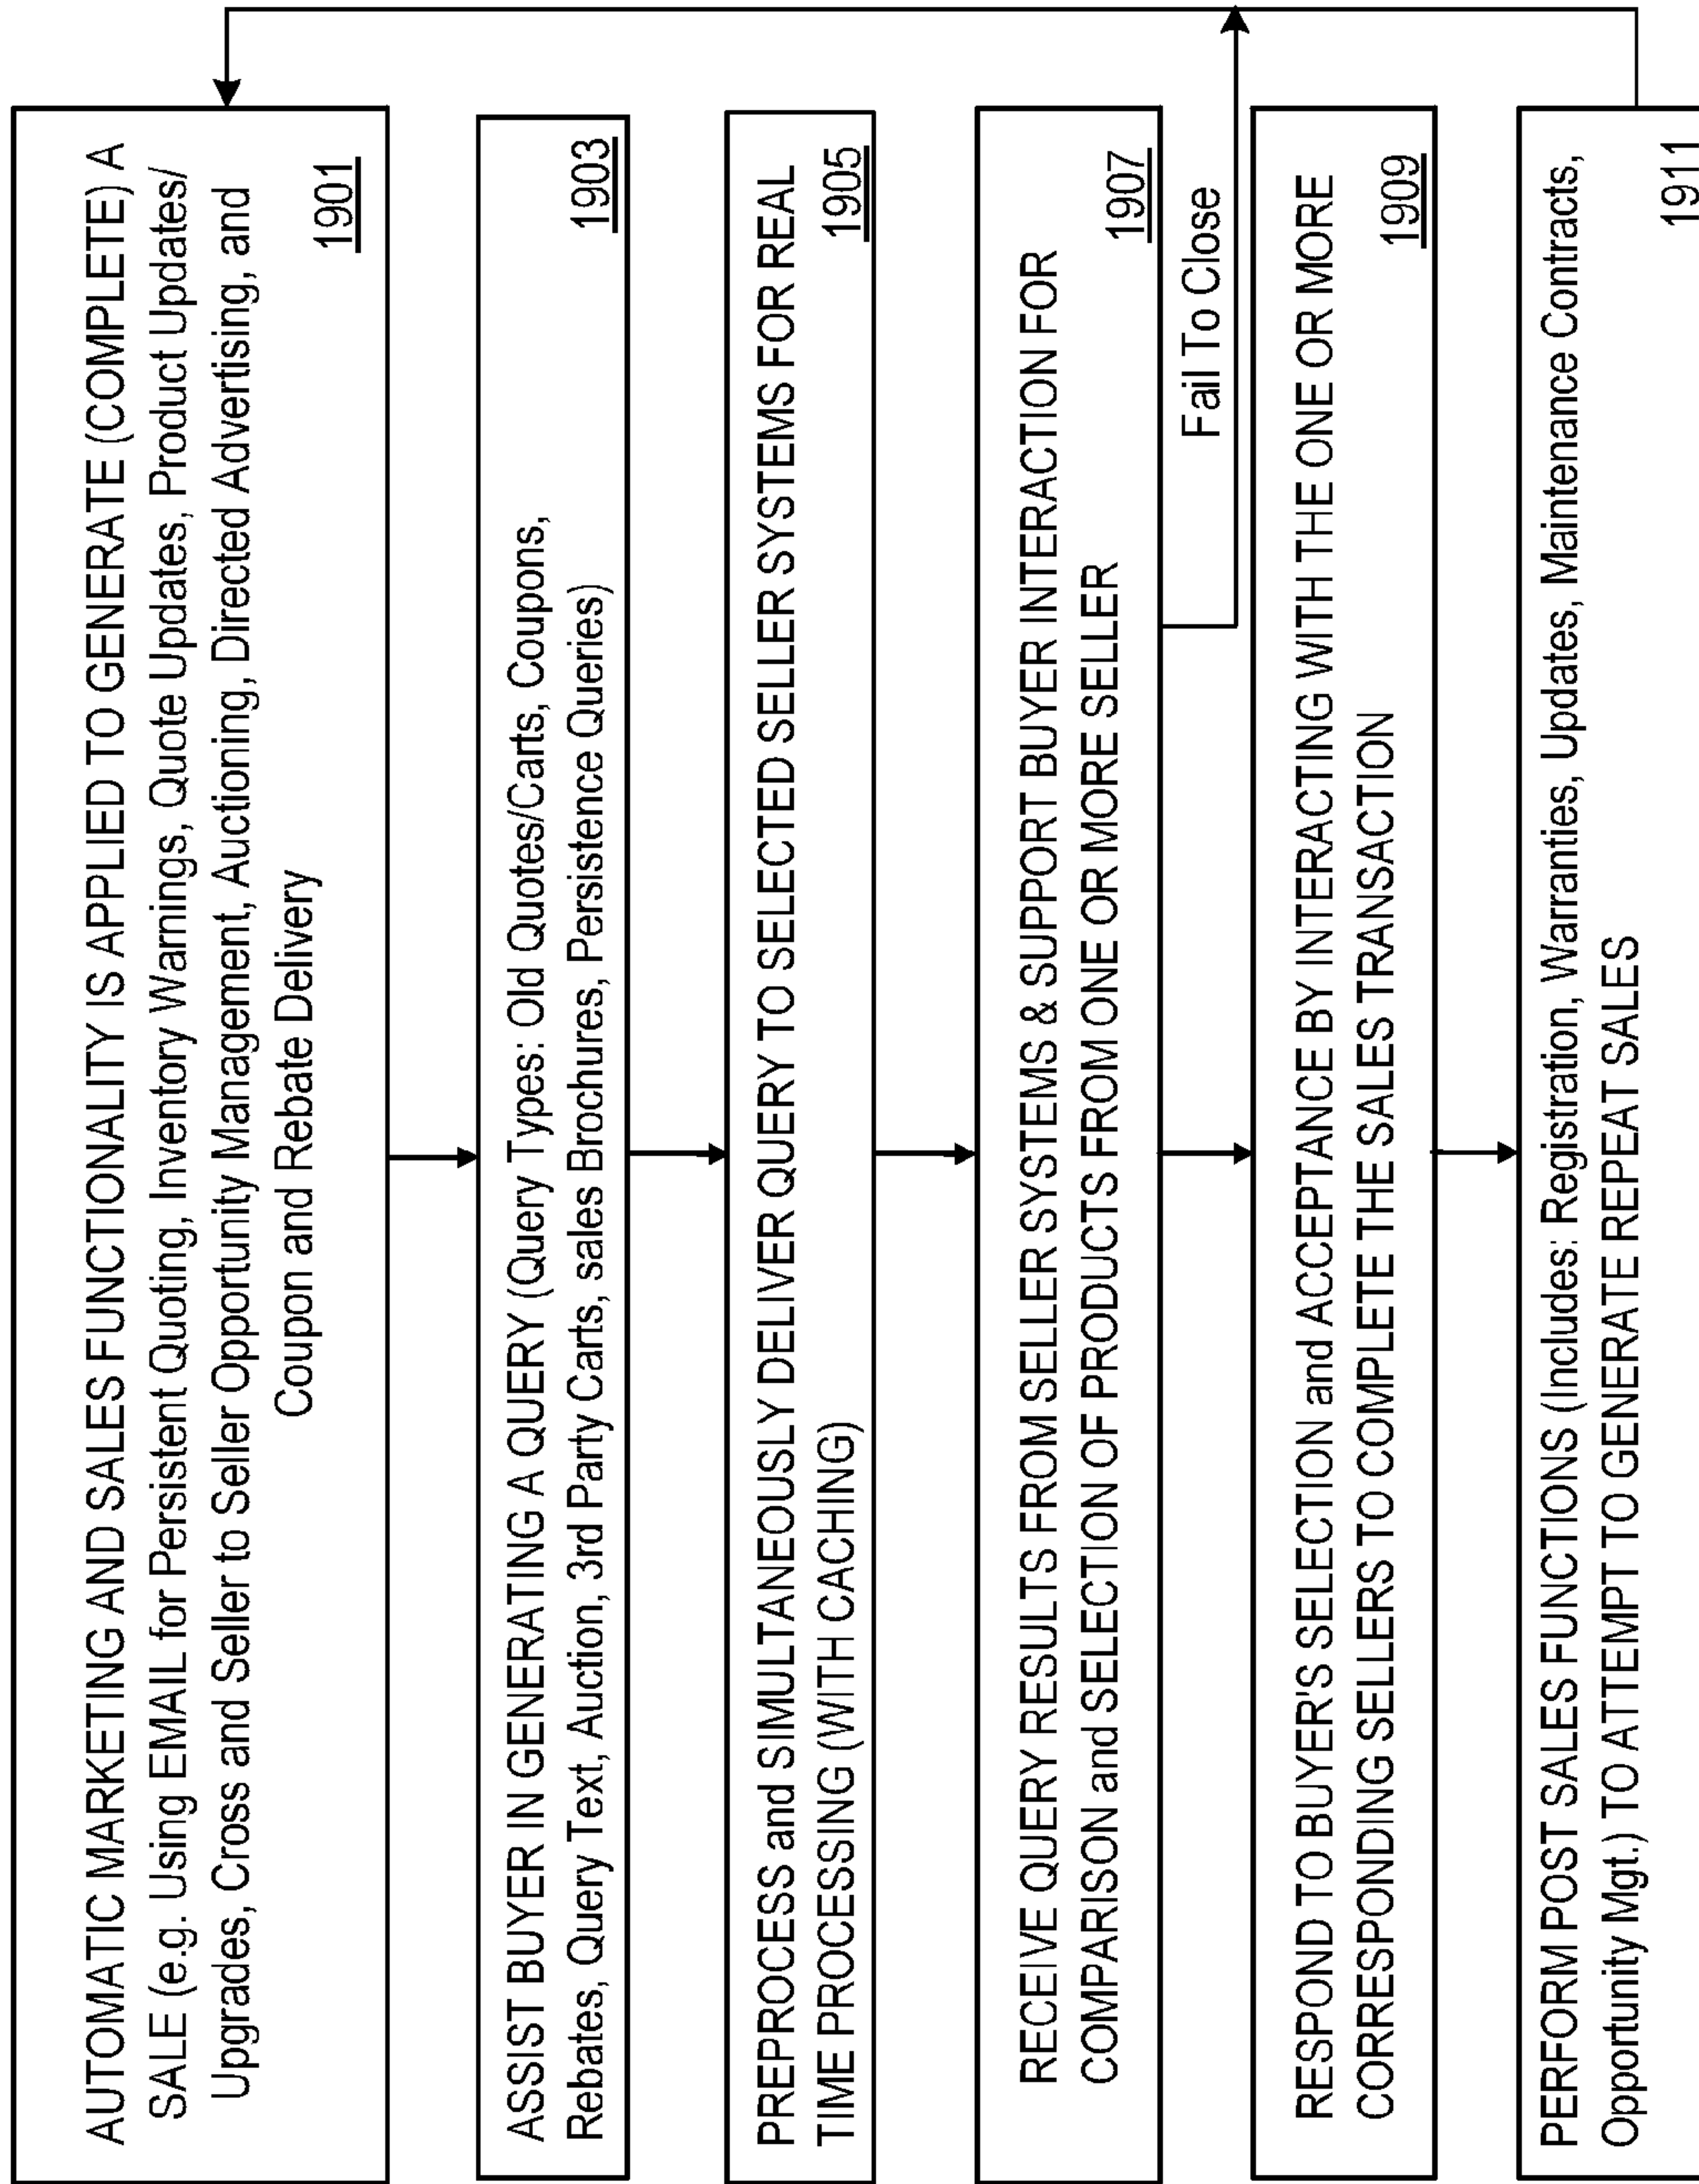 AUTOMATIC MARKETING AND SALES FUNCTIONALITY IS APPLIED TO GENERATE (COMPLETE) A
SALE (e.g. Using EMAIL for Persistent Quoting, Inventory Warnings, Quote Updates, Product Updates/
Upgrades, Cross and Seller to Seller Opportunity Management, Auctioning, Directed Advertising, and
Coupon and Rebate Delivery
1901
ASSIST BUYER IN GENERATING A QUERY (Query Types: Old Quotes/Carts, Coupons,
Rebates, Query Text, Auction, 3rd Party Carts, sales Brochures, Persistence Queries)
1903
PREPROCESS and SIMULTANEOUSLY DELIVER QUERY TO SELECTED SELLER SYSTEMS FOR REAL
TIME PROCESSING (WITH CACHING)
1905
RECEIVE QUERY RESULTS FROM SELLER SYSTEMS & SUPPORT BUYER INTERACTION FOR
COMPARISON and SELECTION OF PRODUCTS FROM ONE OR MORE SELLER
1907
Fail To Close
RESPOND TO BUYER'S SELECTION and ACCEPTANCE BY INTERACTING WITH THE ONE OR MORE
CORRESPONDING SELLERS TO COMPLETE THE SALES TRANSACTION
1909
PERFORM POST SALES FUNCTIONS (Includes: Registration, Warranties, Updates, Maintenance Contracts,
Opportunity Mgt.) TO ATTEMPT TO GENERATE REPEAT SALES
1911